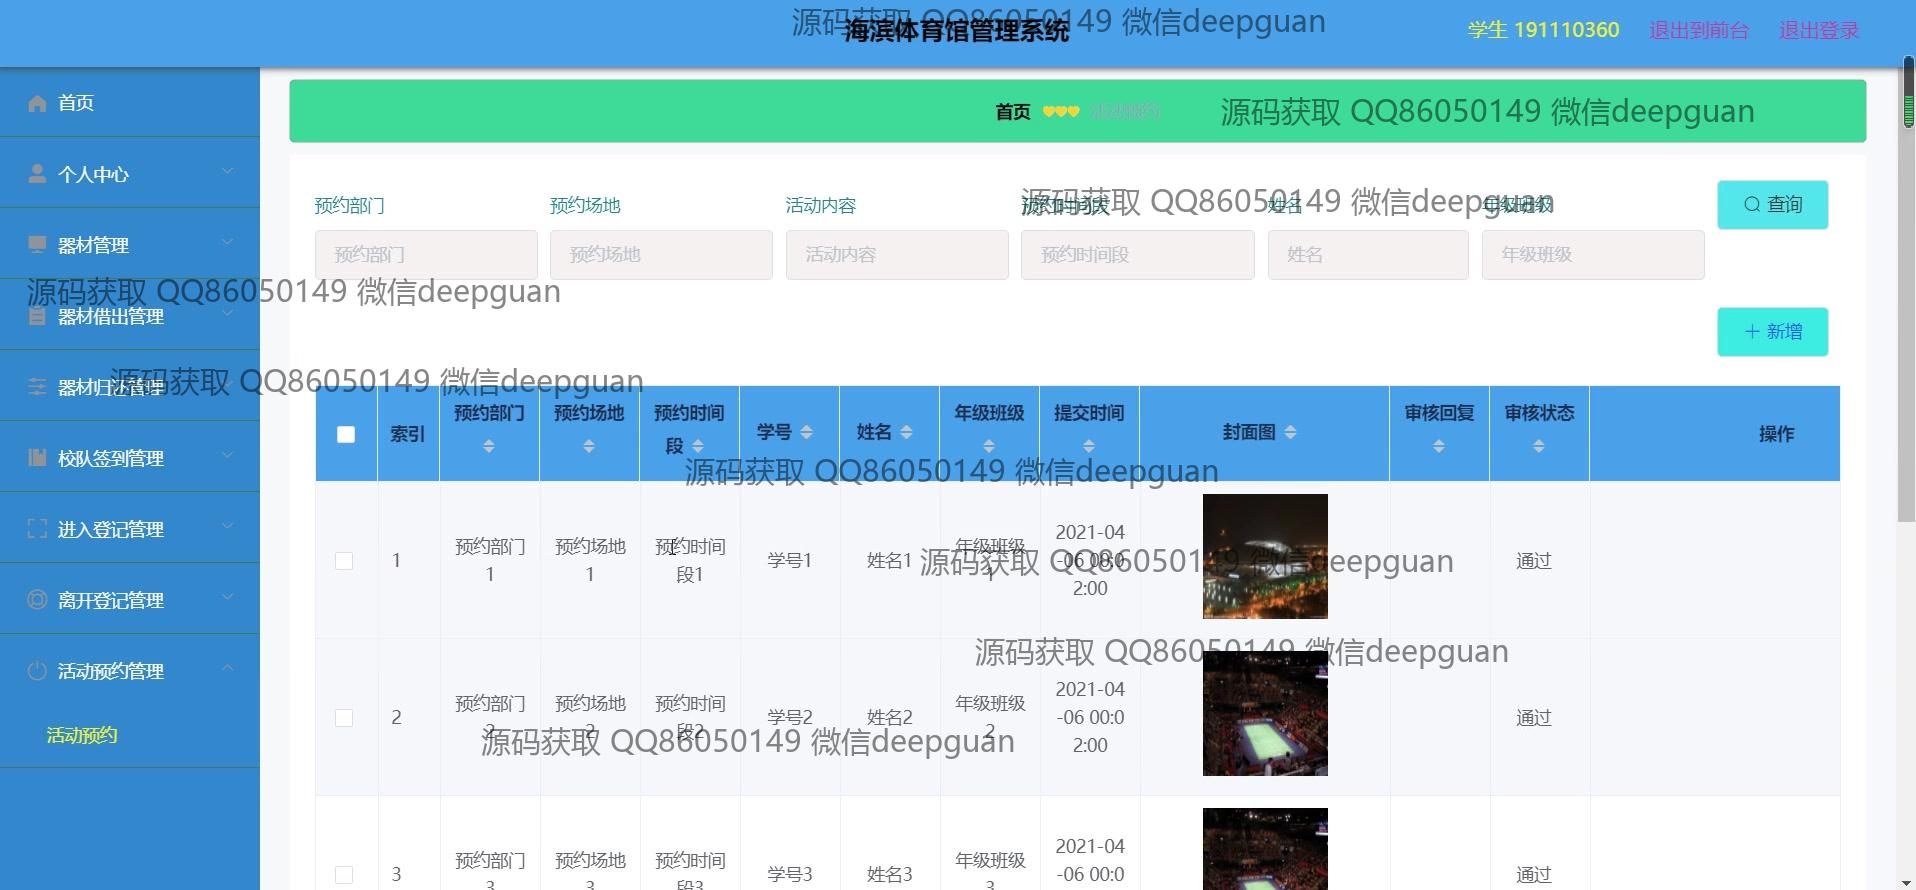 源码获取 QQ86050149 微信deepguan
海滨体育馆管理系统
学生 191110360
退出到前台
退出登录
首页
个人中心
器材管理
器材借出管理
器材归还管理
校队签到管理
进入登记管理
离开登记管理
活动预约管理
活动预约
首页
活动预约
源码获取 QQ86050149 微信deepguan
预约部门
预约场地
活动内容
预约时间段
姓名
年级班级
源码获取 QQ86050149 微信deepguan
查询
预约部门
预约场地
活动内容
预约时间段
姓名
年级班级
源码获取 QQ86050149 微信deepguan
新增
源码获取 QQ86050149 微信deepguan
索引
预约部门
预约场地
预约时间
段
学号
姓名
年级班级
提交时间
封面图
审核回复
审核状态
操作
源码获取 QQ86050149 微信deepguan
1
预约部门
1
预约场地
1
预约时间
段1
学号1
姓名1
年级班级
1
2021-04
-06 00:0
2:00
通过
源码获取 QQ86050149 微信deepguan
源码获取 QQ86050149 微信deepguan
2
预约部门
2
预约场地
2
预约时间
段2
学号2
姓名2
年级班级
2
2021-04
-06 00:0
2:00
通过
源码获取 QQ86050149 微信deepguan
3
预约部门
3
预约场地
3
预约时间
段3
学号3
姓名3
年级班级
3
2021-04
-06 00:0
通过